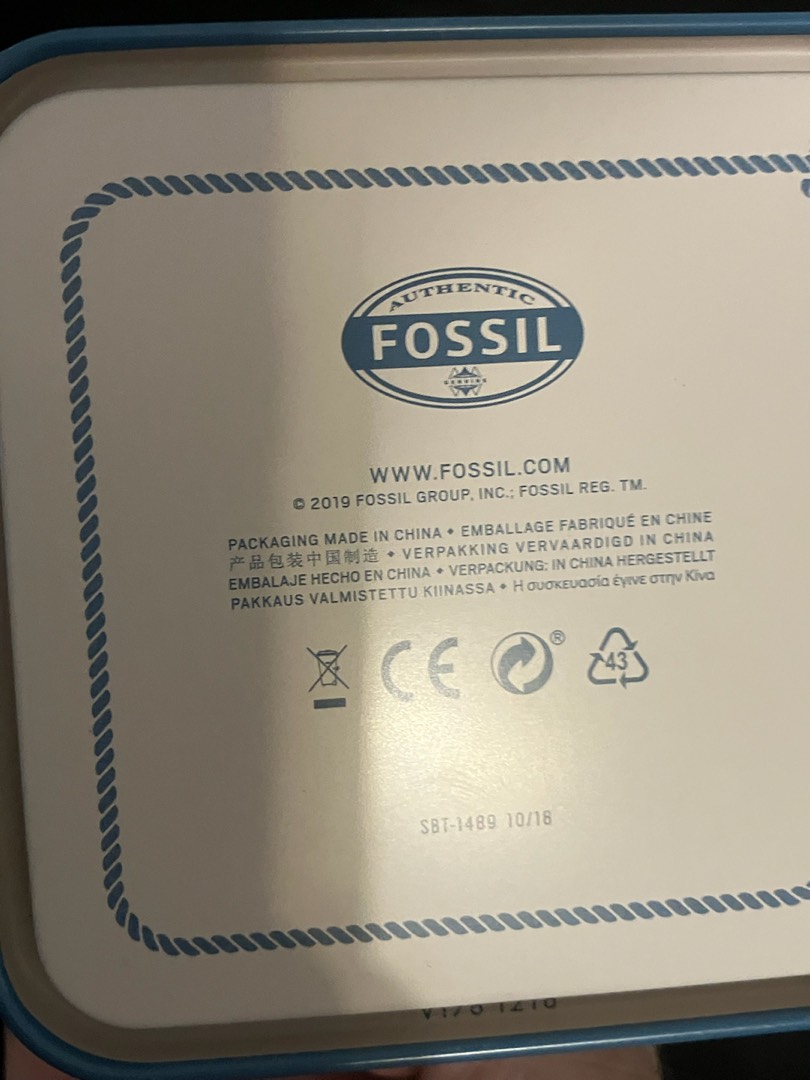 AUTHENTIC
FOSSIL
GENUINE
WWW.FOSSIL.COM
© 2019 FOSSIL GROUP, INC.; FOSSIL REG. TM.
PACKAGING MADE IN CHINA • EMBALLAGE FABRIQUÉ EN CHINE
产品包装中国制造 • VERPAKKING VERVAARDIGD IN CHINA
EMBALAJE HECHO EN CHINA • VERPACKUNG: IN CHINA HERGESTELLT
PAKKAUS VALMISTETTU KIINASSA • Η συσκευασία έγινε στην Κίνα
CE ® 43
SBT-1489 10/18